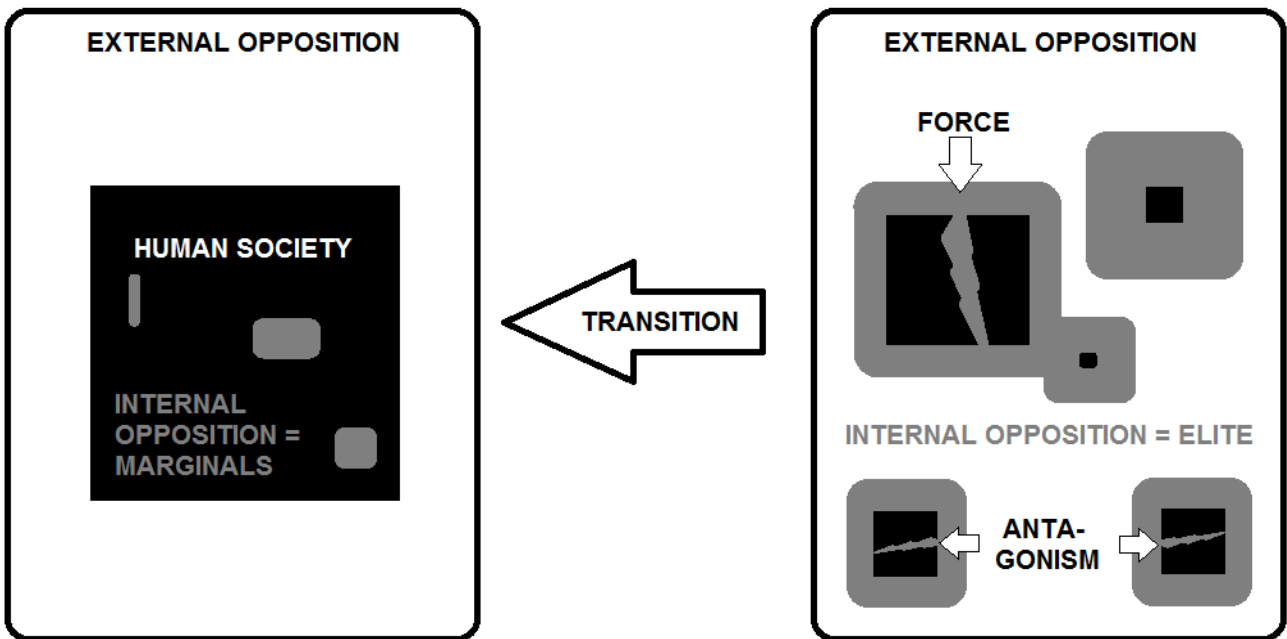 EXTERNAL OPPOSITION
HUMAN SOCIETY
INTERNAL
OPPOSITION =
MARGINALS
TRANSITION
EXTERNAL OPPOSITION
FORCE
INTERNAL OPPOSITION = ELITE
ANTA-
GONISM